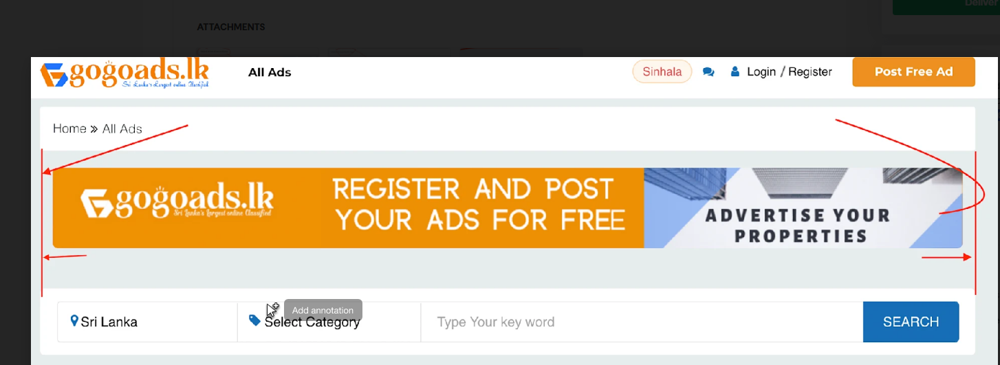 Deliver
ATTACHMENTS
gogoads.lk
Sri Lanka's Largest online Classified
All Ads
Sinhala
Login / Register
Post Free Ad
Home » All Ads
gogoads.lk
Sri Lanka's largest online Classified
REGISTER AND POST
YOUR ADS FOR FREE
ADVERTISE YOUR
PROPERTIES
Add annotation
Sri Lanka
Select Category
Type Your key word
SEARCH